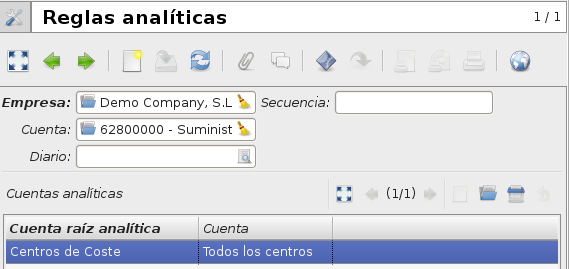 Reglas analíticas
1 / 1
Empresa: Demo Company, S.L Secuencia:
Cuenta: 62800000 - Suminist
Diario:
Cuentas analíticas (1/1)
Cuenta raíz analítica Cuenta
Centros de Coste Todos los centros